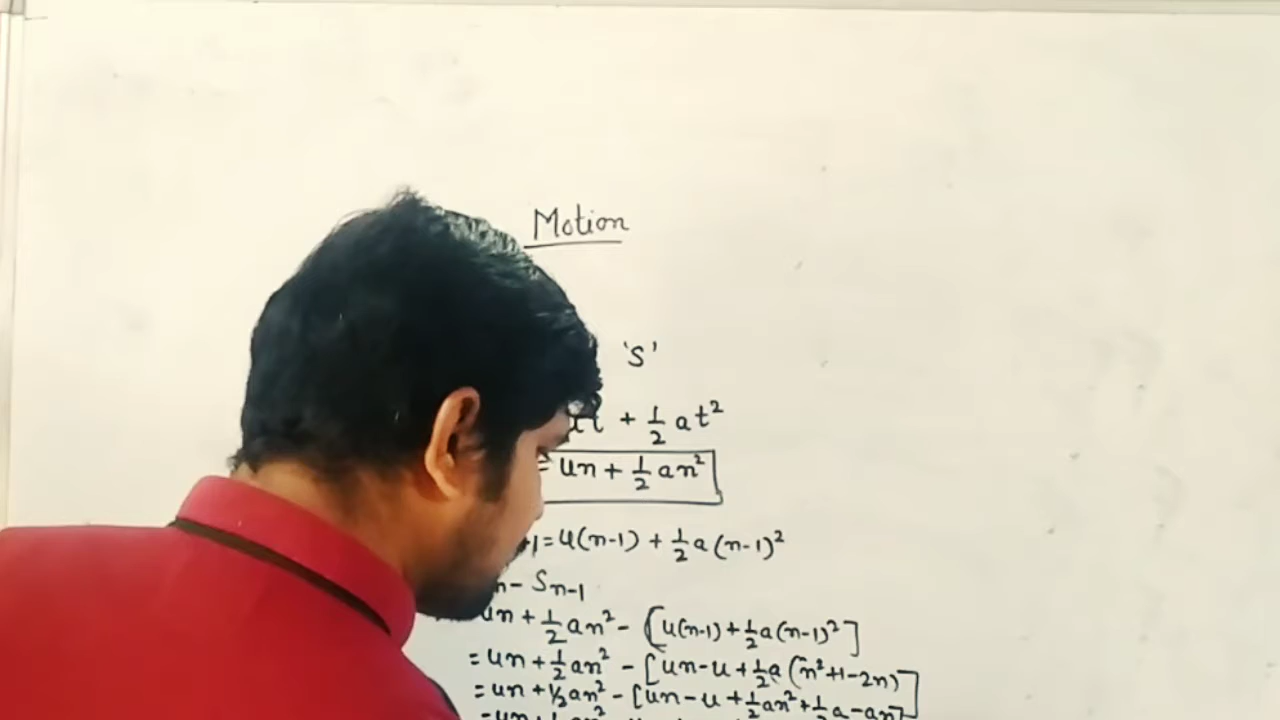 Motion
'S'
ut + 1/2 at²
= un + 1/2 an²
1 = u(n-1) + 1/2 a(n-1)²
n - Sn-1
un + 1/2 an² - [u(n-1) + 1/2 a(n-1)²]
= un + 1/2 an² - [un - u + 1/2 a(n² + 1 - 2n)]
= un + 1/2 an² - [un - u + 1/2 an² + 1/2 a - an]